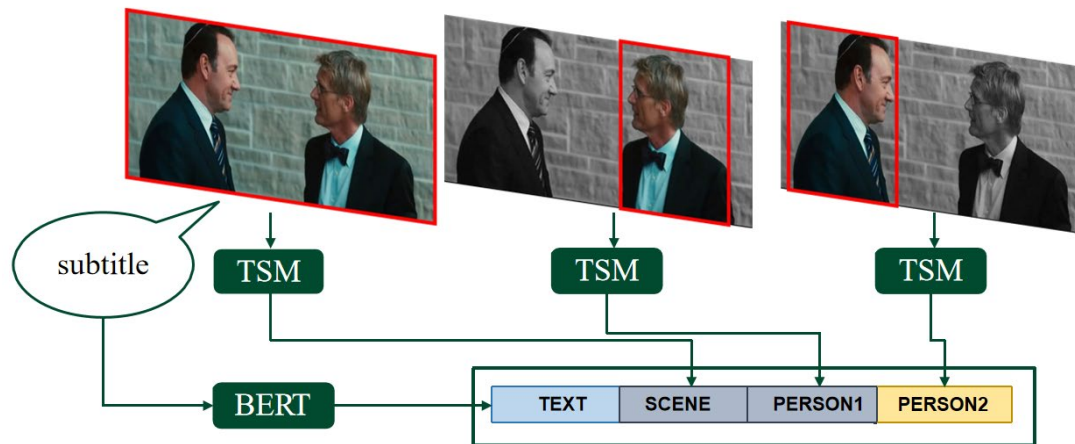 subtitle
TSM
TSM
TSM
BERT
TEXT
SCENE
PERSON1
PERSON2